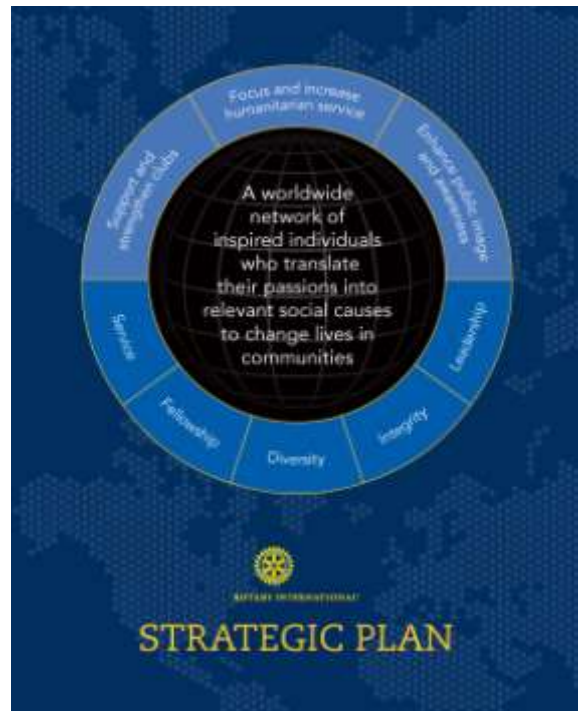 Focus and increase
humanitarian service
Support and
strengthen clubs
Enhance public image
and awareness
A worldwide
network of
inspired individuals
who translate
their passions into
relevant social causes
to change lives in
communities
Service
Fellowship
Diversity
Integrity
Leadership
ROTARY INTERNATIONAL
STRATEGIC PLAN